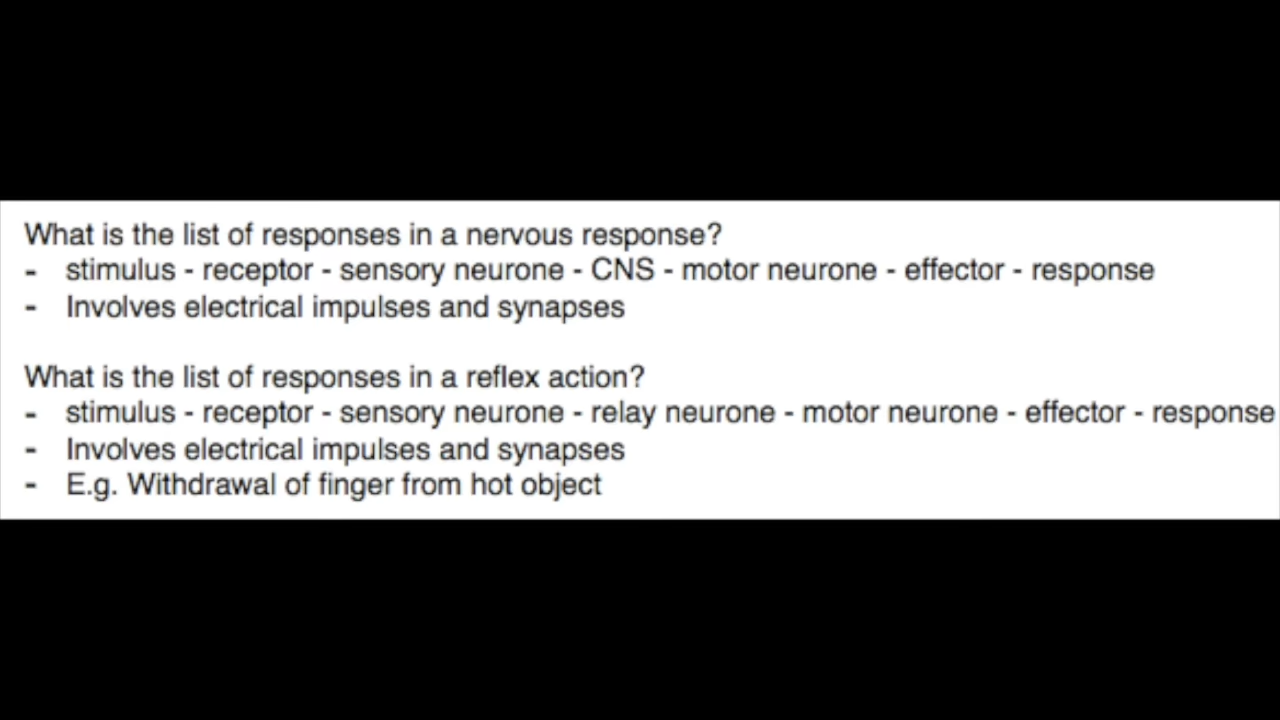 What is the list of responses in a nervous response?
- stimulus - receptor - sensory neurone - CNS - motor neurone - effector - response
- Involves electrical impulses and synapses
What is the list of responses in a reflex action?
- stimulus - receptor - sensory neurone - relay neurone - motor neurone - effector - response
- Involves electrical impulses and synapses
- E.g. Withdrawal of finger from hot object